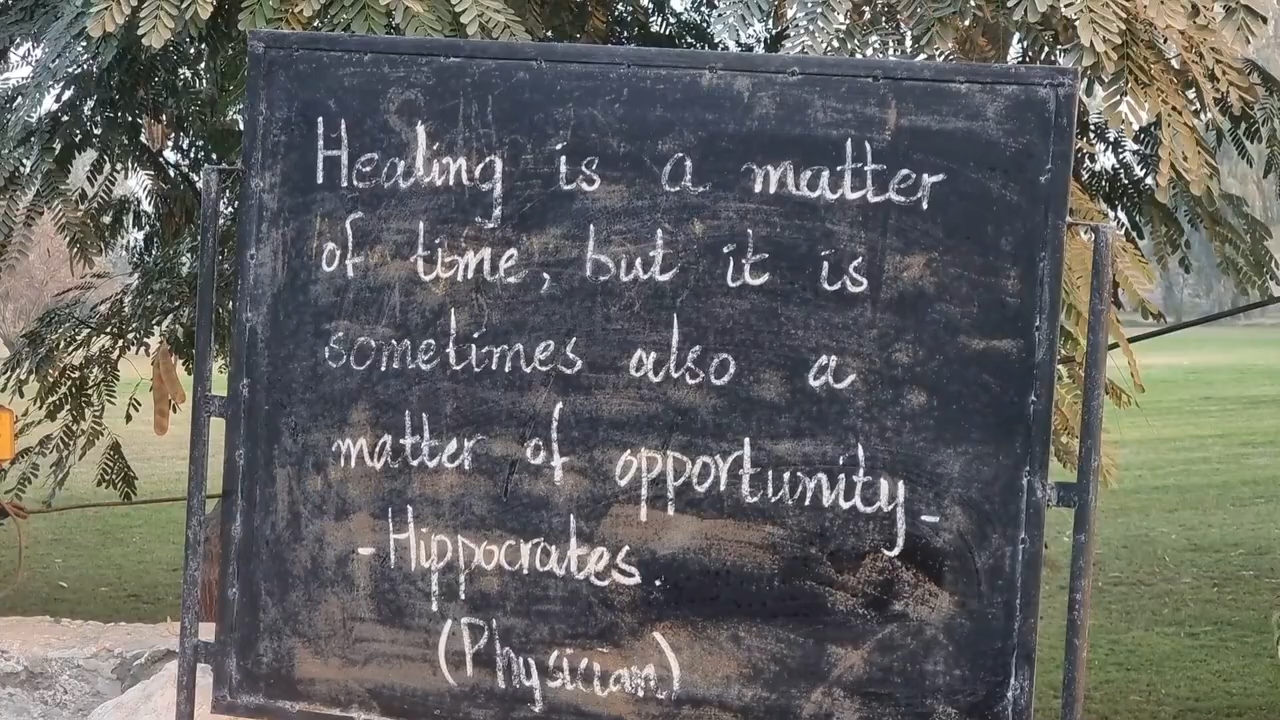 Healing is a matter
of time, but it is
sometimes also a
matter of opportunity-
-Hippocrates.
(Physician)